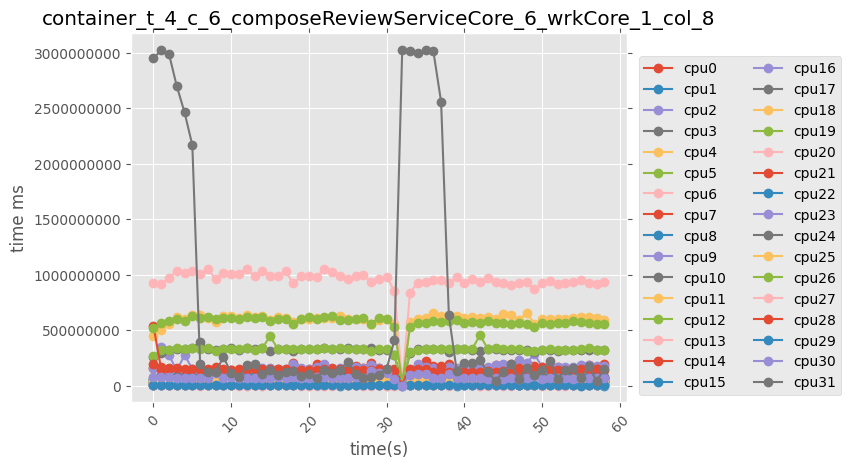 container_t_4_c_6_composeReviewServiceCore_6_wrkCore_1_col_8
time ms
3000000000
2500000000
2000000000
1500000000
1000000000
500000000
0
0
10
20
30
40
50
60
time(s)
cpu0
cpu1
cpu2
cpu3
cpu4
cpu5
cpu6
cpu7
cpu8
cpu9
cpu10
cpu11
cpu12
cpu13
cpu14
cpu15
cpu16
cpu17
cpu18
cpu19
cpu20
cpu21
cpu22
cpu23
cpu24
cpu25
cpu26
cpu27
cpu28
cpu29
cpu30
cpu31